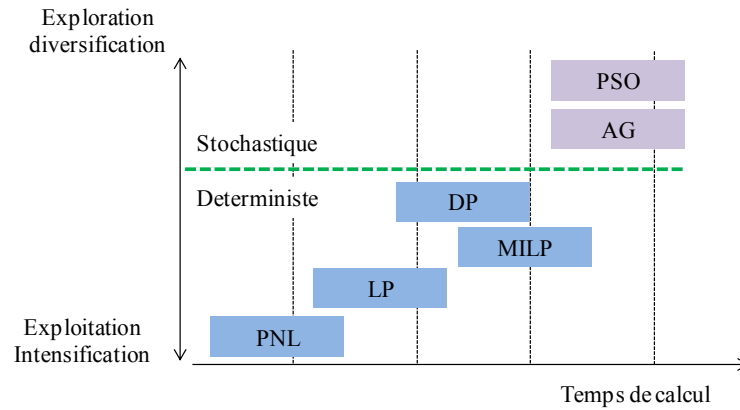 Exploration
diversification
PSO
AG
Stochastique
Deterministe
DP
MILP
LP
PNL
Exploitation
Intensification
Temps de calcul